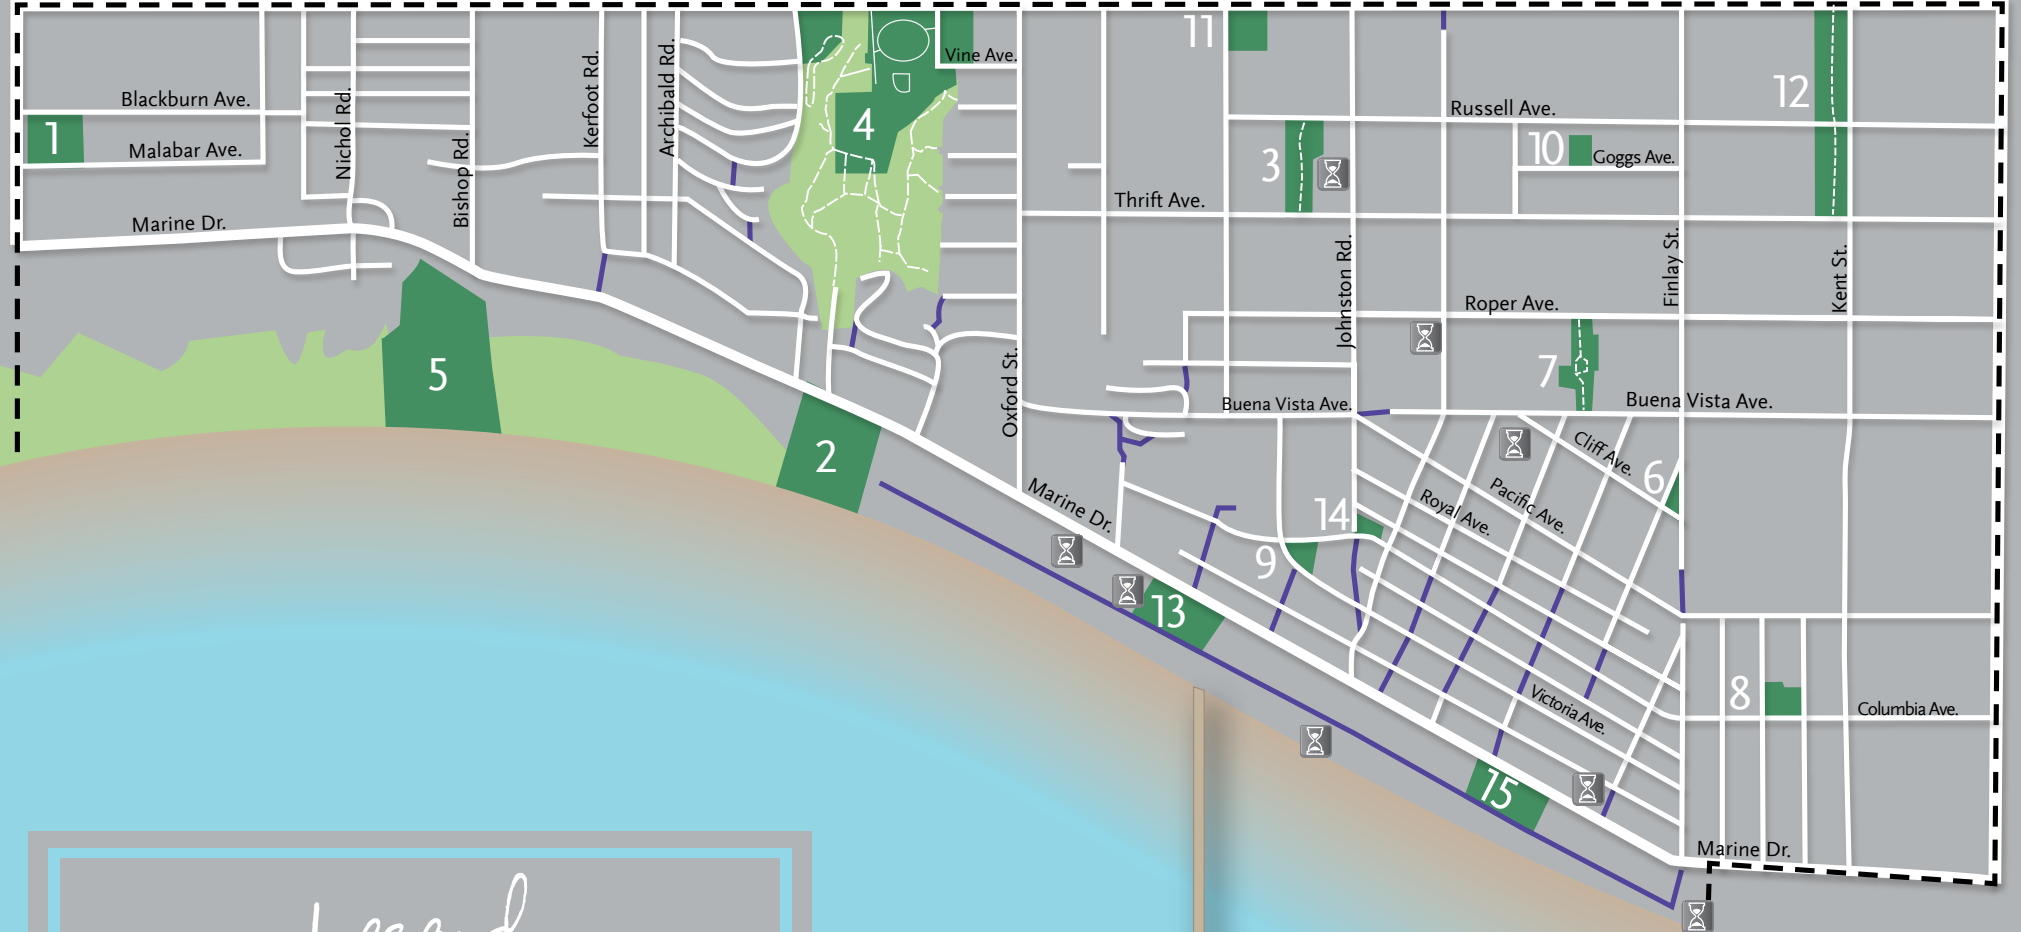 11
Vine Ave.
12
Blackburn Ave.
Nichol Rd.
Kerfoot Rd.
Archibald Rd.
Russell Ave.
1
4
Malabar Ave.
Bishop Rd.
3
10
Goggs Ave.
Thrift Ave.
Marine Dr.
Johnston Rd.
Finlay St.
Kent St.
Roper Ave.
5
7
Oxford St.
Buena Vista Ave.
Buena Vista Ave.
2
Cliff Ave.
6
Marine Dr.
Royal Ave.
Pacific Ave.
14
9
13
8
Victoria Ave.
Columbia Ave.
15
Marine Dr.
Legend